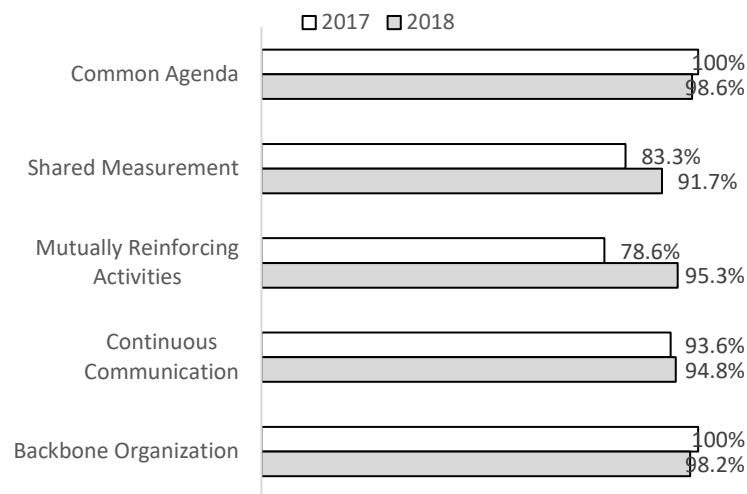 2017 2018
Common Agenda
100%
98.6%
Shared Measurement
83.3%
91.7%
Mutually Reinforcing
Activities
78.6%
95.3%
Continuous
Communication
93.6%
94.8%
Backbone Organization
100%
98.2%